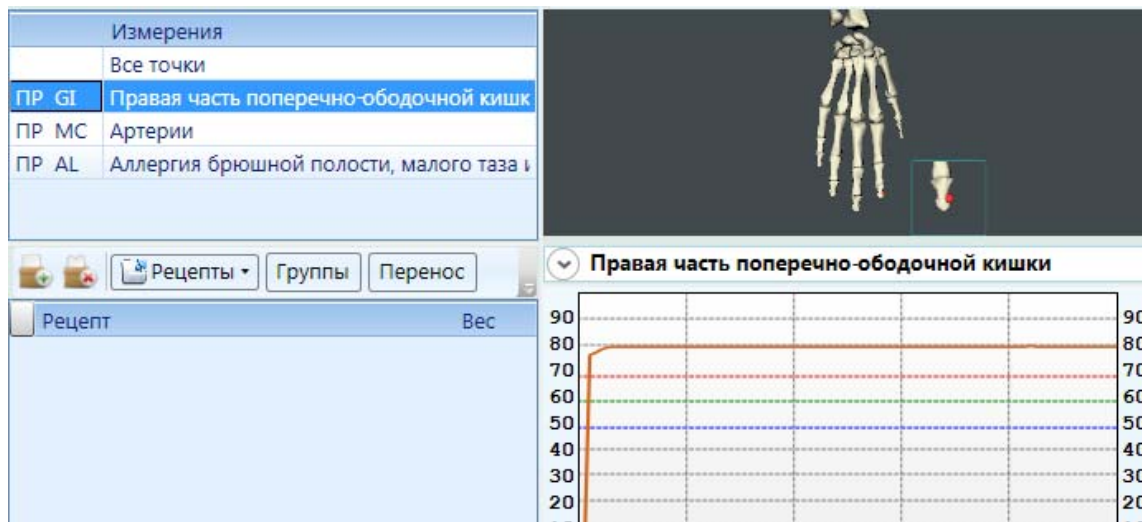 Измерения
Все точки
ПР GI Правая часть поперечно-ободочной кишк
ПР MC Артерии
ПР AL Аллергия брюшной полости, малого таза и
Рецепты Группы Перенос
Рецепт Вес
Правая часть поперечно-ободочной кишки
90 90
80 80
70 70
60 60
50 50
40 40
30 30
20 20